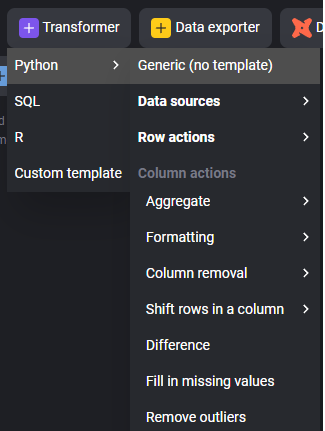 Transformer
Data exporter
D
Python
SQL
R
Custom template
Generic (no template)
Data sources
Row actions
Column actions
Aggregate
Formatting
Column removal
Shift rows in a column
Difference
Fill in missing values
Remove outliers